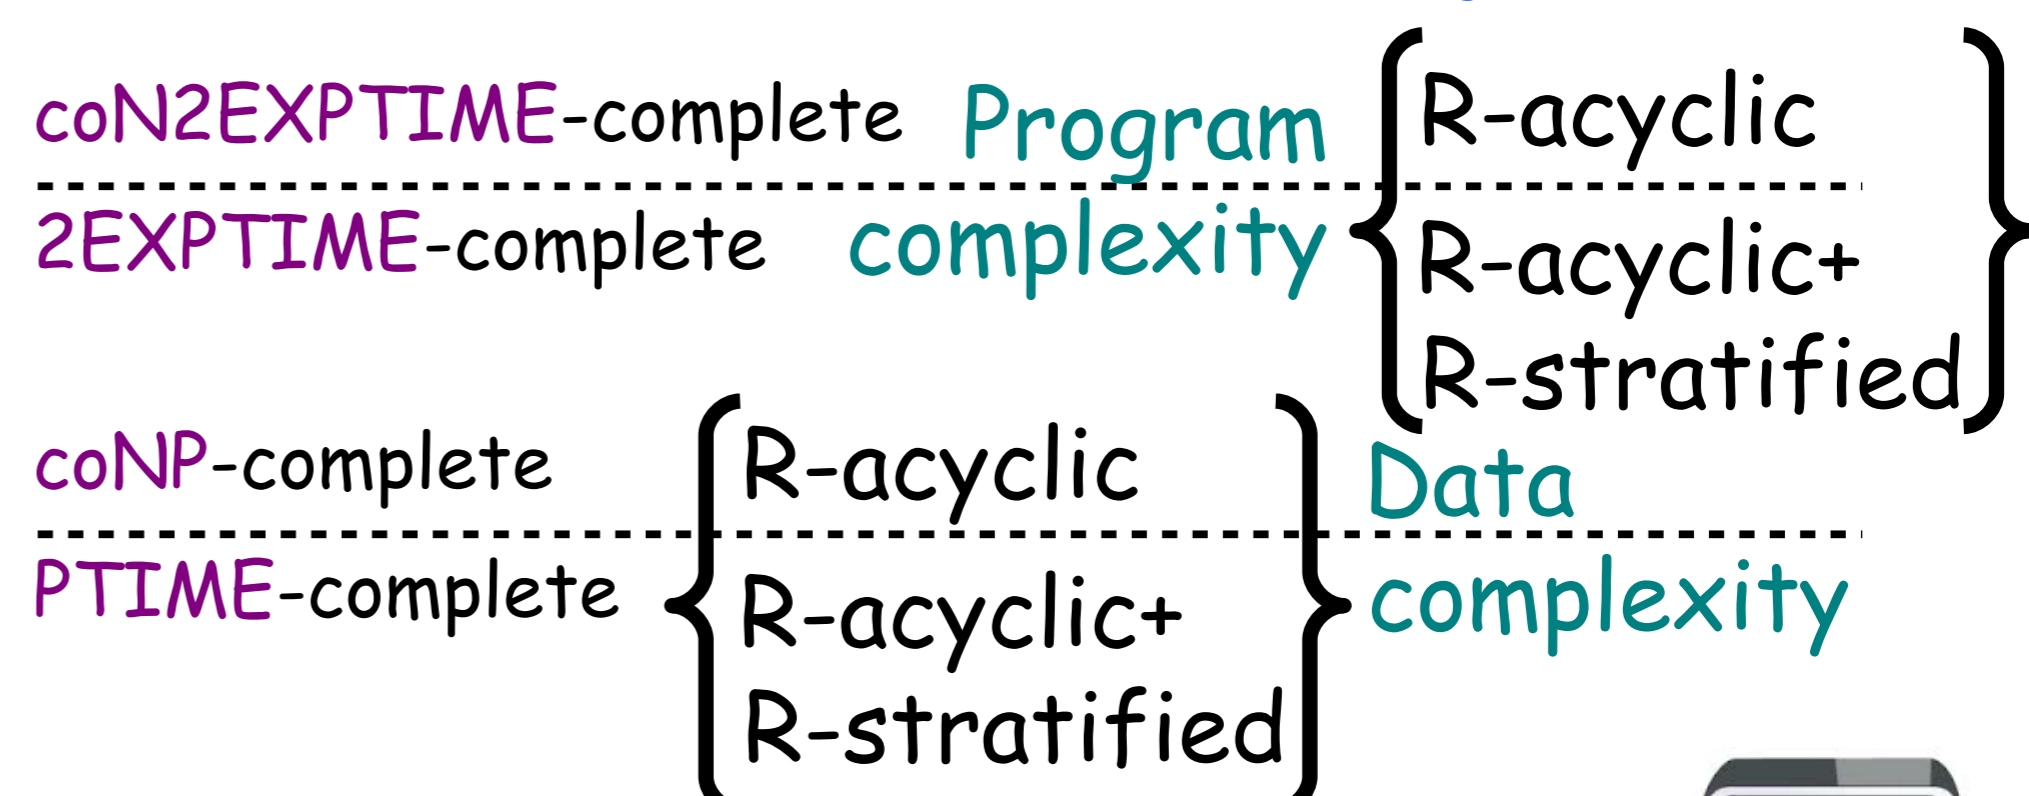 coN2EXPTIME-complete Program R-acyclic
2EXPTIME-complete complexity R-acyclic+
R-stratified
coNP-complete R-acyclic Data
PTIME-complete R-acyclic+ complexity
R-stratified